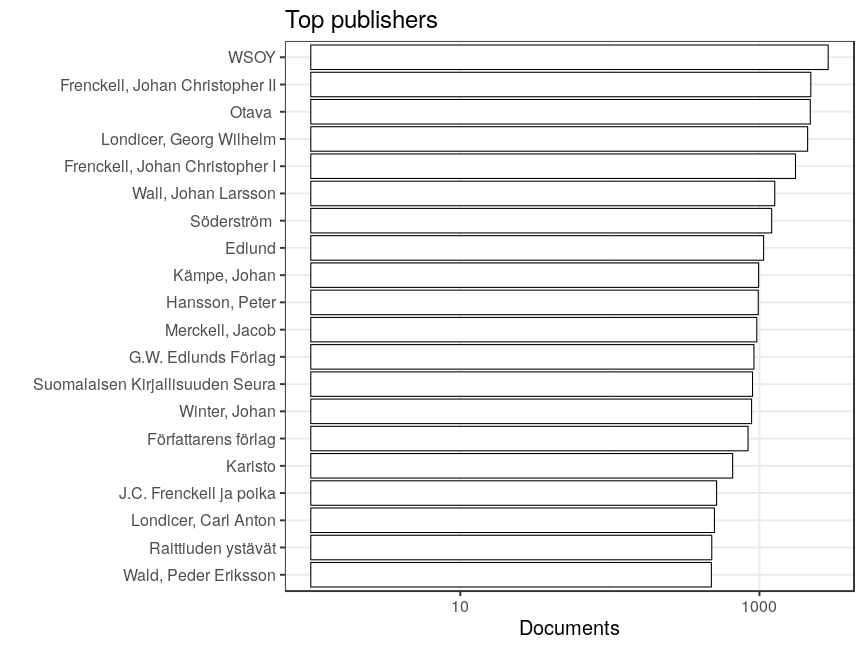 Top publishers
WSOY
Frenckell, Johan Christopher II
Otava
Londicer, Georg Wilhelm
Frenckell, Johan Christopher I
Wall, Johan Larsson
Söderström
Edlund
Kämpe, Johan
Hansson, Peter
Merckell, Jacob
G.W. Edlunds Förlag
Suomalaisen Kirjallisuuden Seura
Winter, Johan
Författarens förlag
Karisto
J.C. Frenckell ja poika
Londicer, Carl Anton
Raittiuden ystävät
Wald, Peder Eriksson
10 1000
Documents